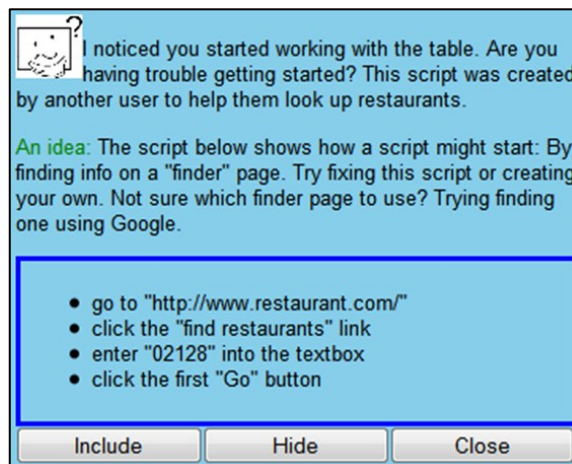 ?
I noticed you started working with the table. Are you
having trouble getting started? This script was created
by another user to help them look up restaurants.
An idea: The script below shows how a script might start: By
finding info on a "finder" page. Try fixing this script or creating
your own. Not sure which finder page to use? Trying finding
one using Google.
• go to "http://www.restaurant.com/"
• click the "find restaurants" link
• enter "02128" into the textbox
• click the first "Go" button
Include Hide Close